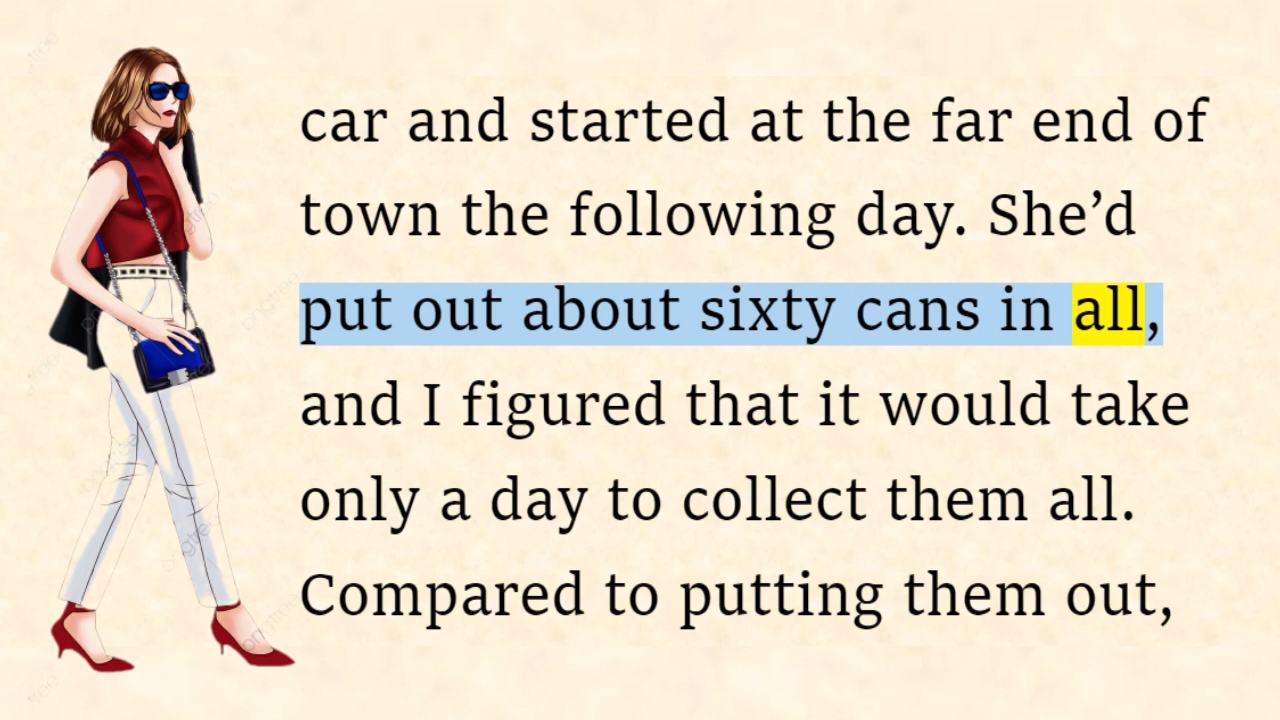 car and started at the far end of
town the following day. She’d
put out about sixty cans in all,
and I figured that it would take
only a day to collect them all.
Compared to putting them out,